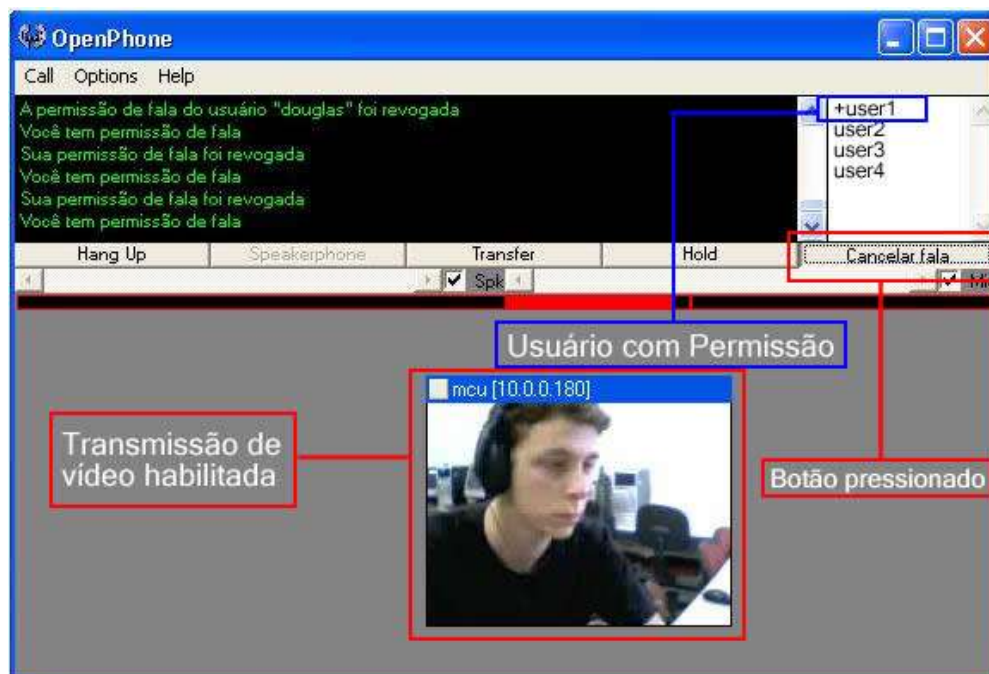 OpenPhone
Call Options Help
A permissão de fala do usuário "douglas" foi revogada
Você tem permissão de fala
Sua permissão de fala foi revogada
Você tem permissão de fala
Sua permissão de fala foi revogada
Você tem permissão de fala
+user1
user2
user3
user4
Hang Up Speakerphone Transfer Hold Cancelar fala
Spk Mi
Usuário com Permissão
mcu [10.0.0.180]
Transmissão de
vídeo habilitada
Botão pressionado